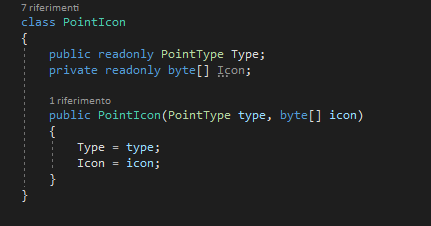 7 riferimenti
class PointIcon
{
public readonly PointType Type;
private readonly byte[] Icon;
1 riferimento
public PointIcon(PointType type, byte[] icon)
{
Type = type;
Icon = icon;
}
}